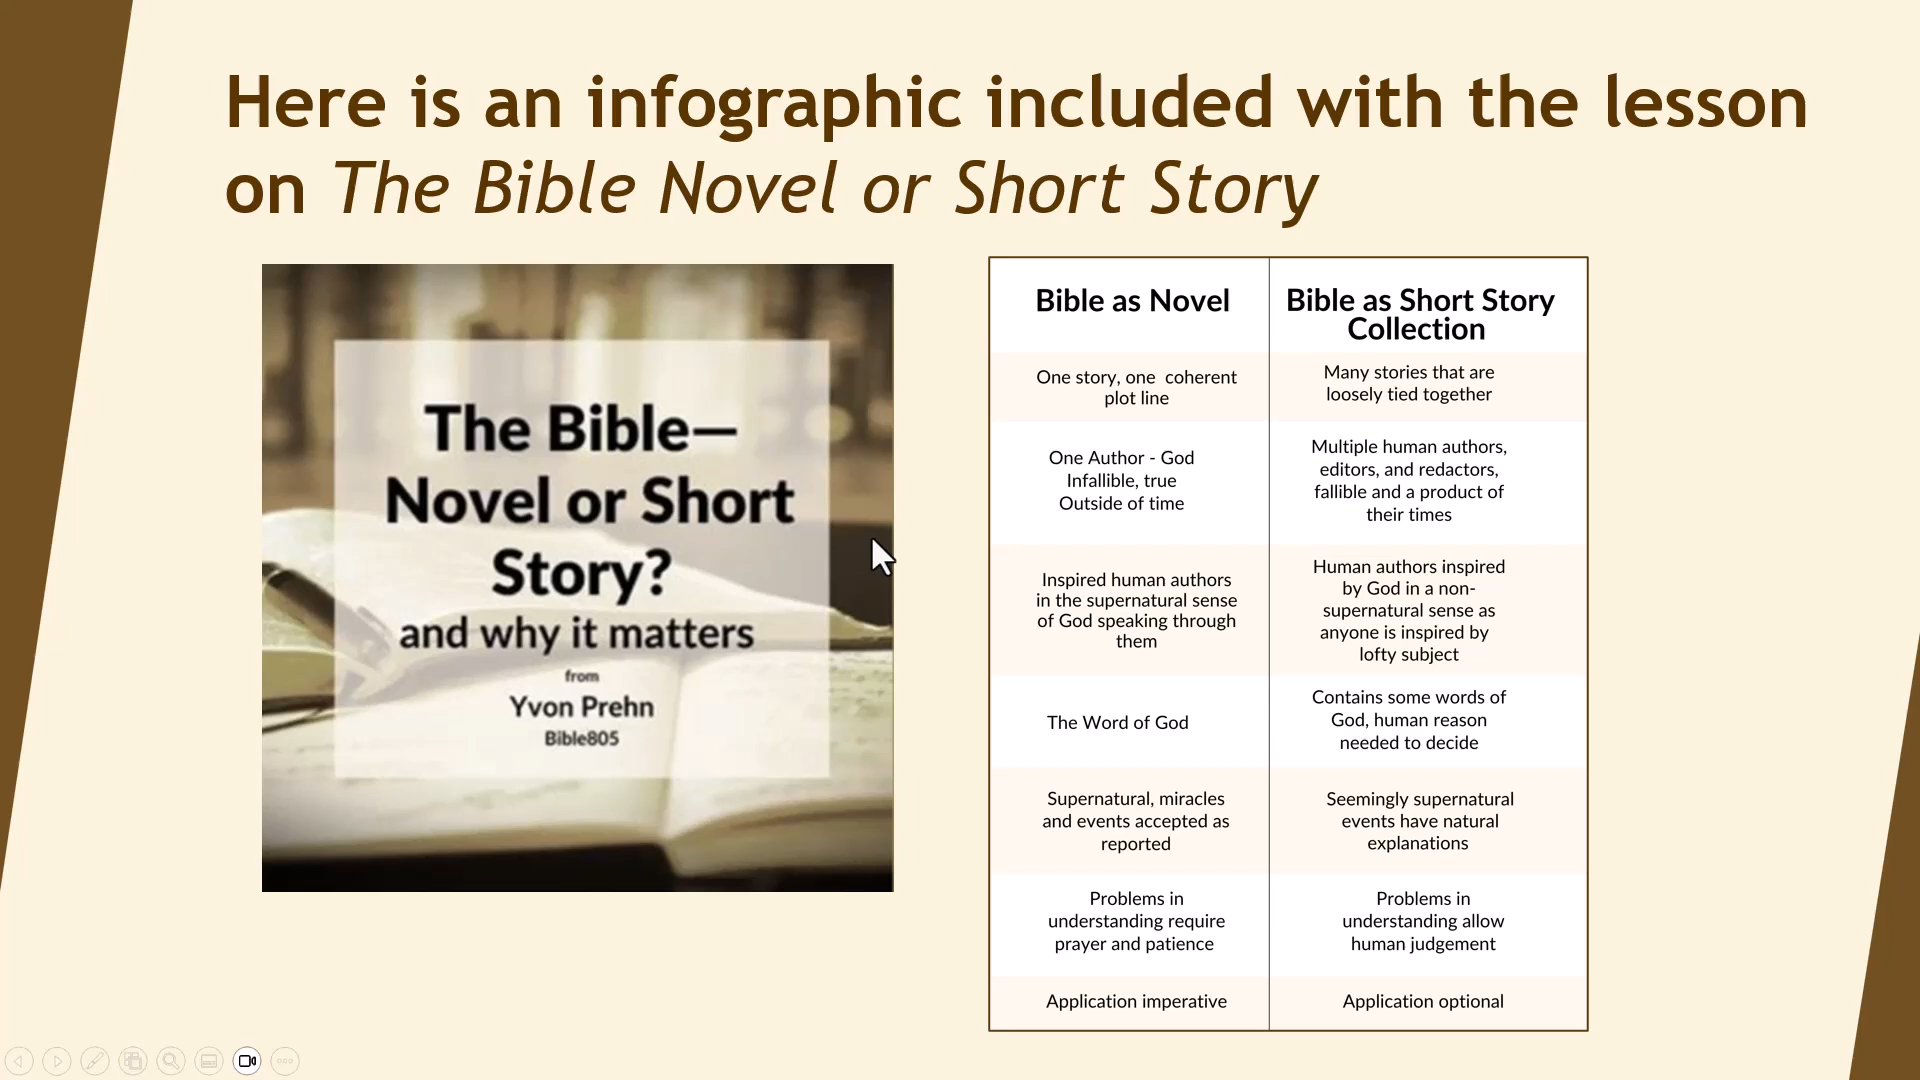 Here is an infographic included with the lesson
on The Bible Novel or Short Story
The Bible—
Novel or Short
Story?
and why it matters
from
Yvon Prehn
Bible805
Bible as Novel
Bible as Short Story
Collection
One story, one coherent
plot line
Many stories that are
loosely tied together
One Author - God
Infallible, true
Outside of time
Multiple human authors,
editors, and redactors,
fallible and a product of
their times
Inspired human authors
in the supernatural sense
of God speaking through
them
Human authors inspired
by God in a non-
supernatural sense as
anyone is inspired by
lofty subject
The Word of God
Contains some words of
God, human reason
needed to decide
Supernatural, miracles
and events accepted as
reported
Seemingly supernatural
events have natural
explanations
Problems in
understanding require
prayer and patience
Problems in
understanding allow
human judgement
Application imperative
Application optional